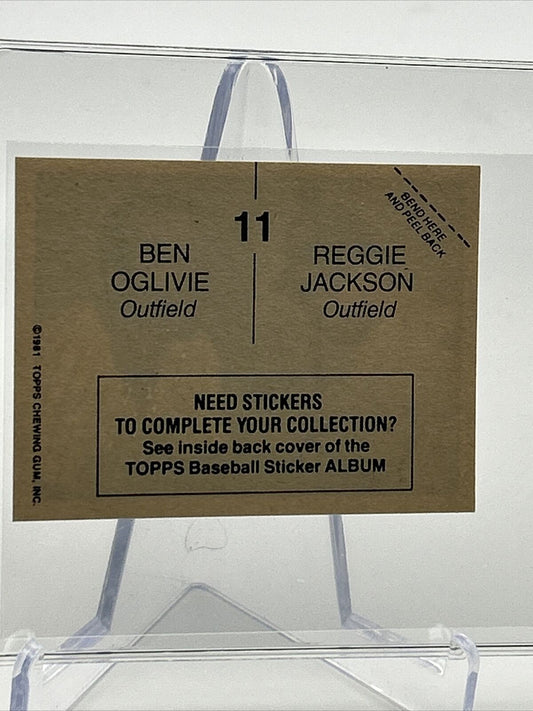 11
BEN
OGLIVIE
Outfield
REGGIE
JACKSON
Outfield
BEND HERE
AND PEEL BACK
©1981 TOPPS CHEWING GUM, INC.
NEED STICKERS
TO COMPLETE YOUR COLLECTION?
See inside back cover of the
TOPPS Baseball Sticker ALBUM